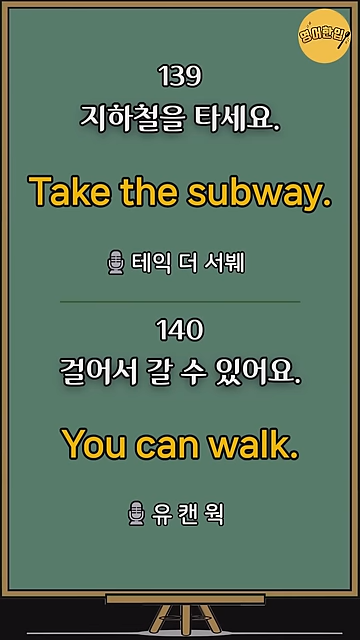 영어한입
139
지하철을 타세요.
Take the subway.
테익 더 서붸
140
걸어서 갈 수 있어요.
You can walk.
유 캔 웍